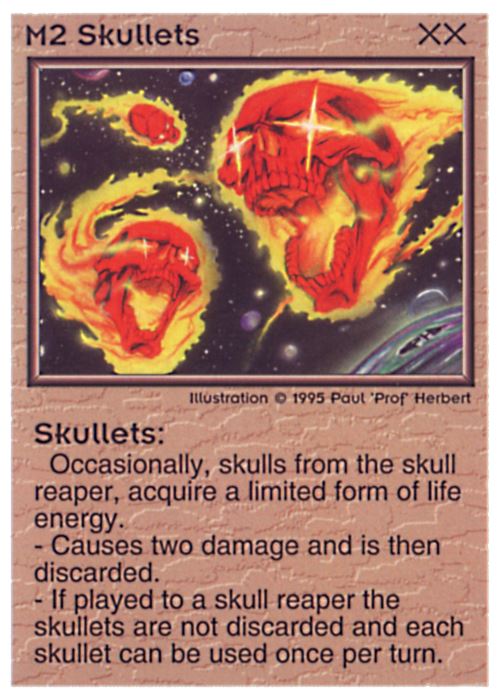 M2 Skullets XX
Illustration © 1995 Paul 'Prof' Herbert
Skullets:
Occasionally, skulls from the skull
reaper, acquire a limited form of life
energy.
- Causes two damage and is then
discarded.
- If played to a skull reaper the
skullets are not discarded and each
skullet can be used once per turn.